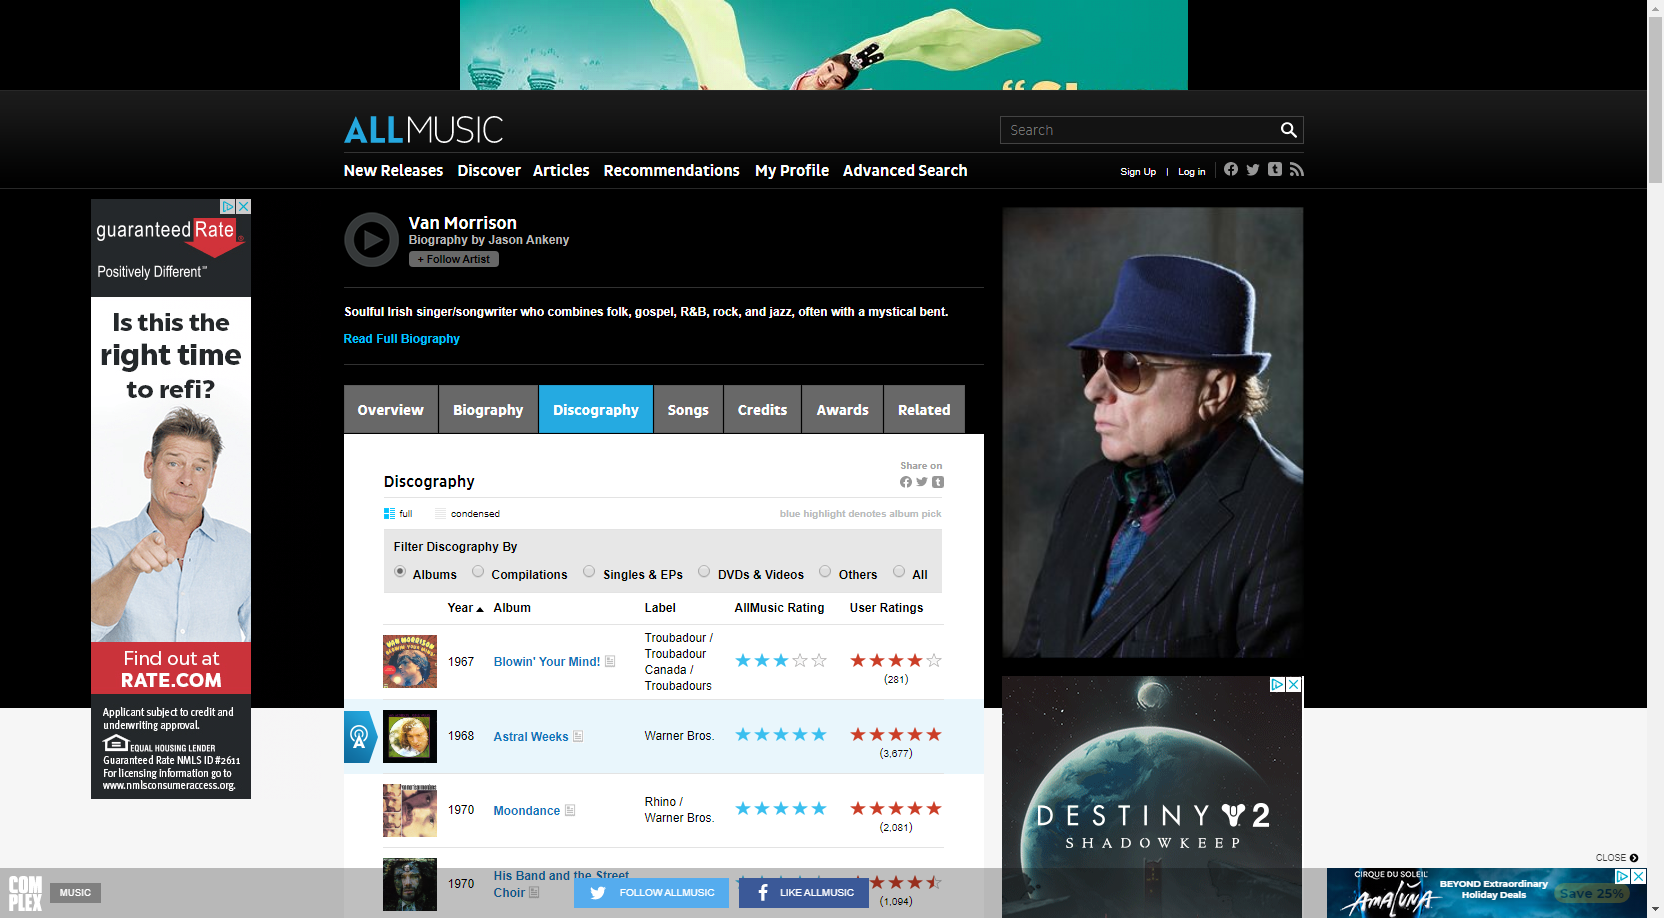 ALLMUSIC
Search
New Releases Discover Articles Recommendations My Profile Advanced Search
Sign Up | Log in
guaranteed Rate
Positively Different™
Is this the
right time
to refi?
Find out at
RATE.COM
Applicant subject to credit and
underwriting approval.
EQUAL HOUSING LENDER
Guaranteed Rate NMLS ID #2611
For licensing information go to
www.nmlsconsumeraccess.org.
Van Morrison
Biography by Jason Ankeny
+ Follow Artist
Soulful Irish singer/songwriter who combines folk, gospel, R&B, rock, and jazz, often with a mystical bent.
Read Full Biography
Overview Biography Discography Songs Credits Awards Related
Share on
Discography
full condensed
blue highlight denotes album pick
Filter Discography By
Albums Compilations Singles & EPs DVDs & Videos Others All
Year Album Label AllMusic Rating User Ratings
VAN MORRISON
BLOWIN' YOUR MIND!
1967 Blowin' Your Mind!
Troubadour /
Troubadour
Canada /
Troubadours
(281)
1968 Astral Weeks Warner Bros.
(3,677)
1970 Moondance
Rhino /
Warner Bros.
(2,081)
1970 His Band and the Street
Choir
(1,094)
DESTINY 2
SHADOWKEEP
CLOSE
COMPLEX
MUSIC
FOLLOW ALLMUSIC
LIKE ALLMUSIC
CIRQUE DU SOLEIL
AMALUNA
BEYOND Extraordinary
Holiday Deals
Save 25%